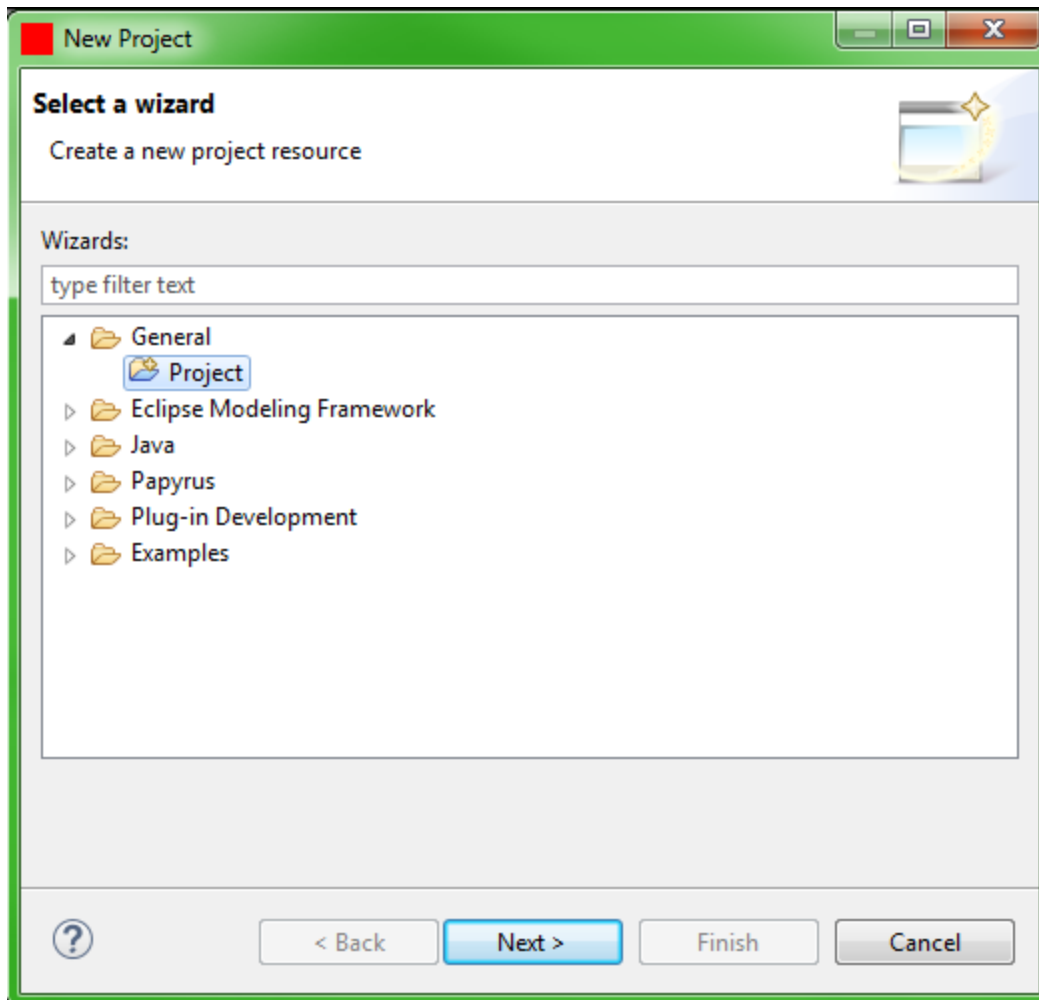 New Project
Select a wizard
Create a new project resource
Wizards:
type filter text
General
Project
Eclipse Modeling Framework
Java
Papyrus
Plug-in Development
Examples
? < Back Next > Finish Cancel